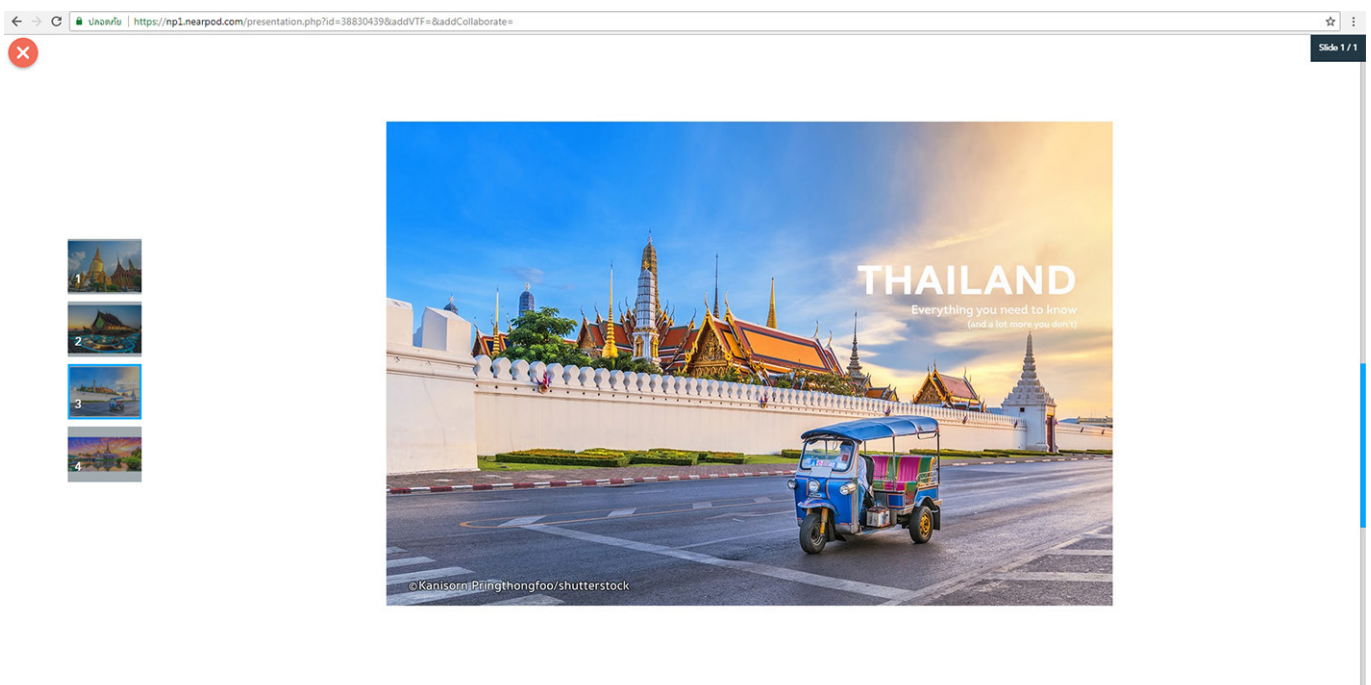 ปลอดภัย | https://np1.nearpod.com/presentation.php?id=38830439&addVTF=&addCollaborate=
Slide 1 / 1
THAILAND
Everything you need to know
(and a lot more you don't)
1
2
3
4
©Kanisorn Pringthongfoo/shutterstock